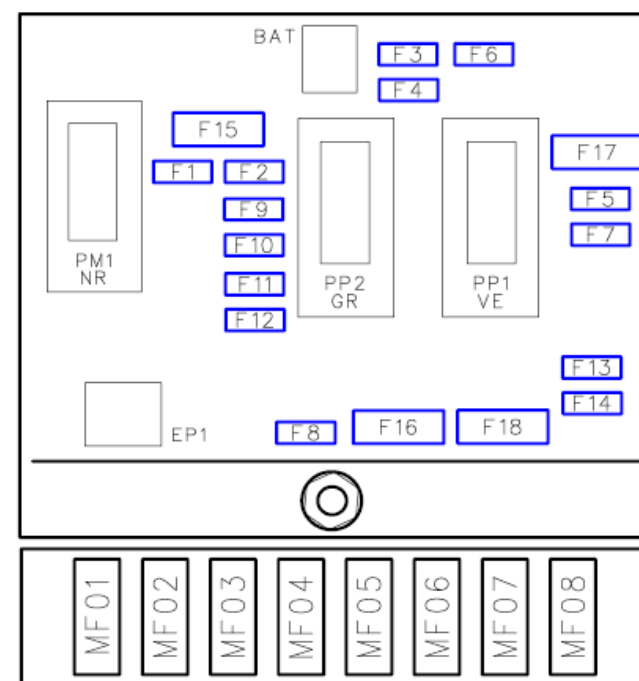 BAT
F3 F6
F4
F15
F17
F1 F2
F5
F9
F7
F10
PM1
NR
F11
PP2
GR
PP1
VE
F12
F13
F14
EP1
F8 F16 F18
MF01 MF02 MF03 MF04 MF05 MF06 MF07 MF08